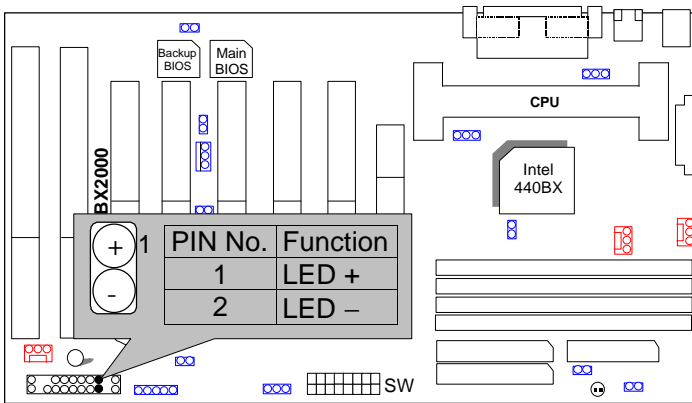 Backup
BIOS
Main
BIOS
CPU
Intel
440BX
BX2000
+
1
-
PIN No. Function
1 LED +
2 LED –
SW